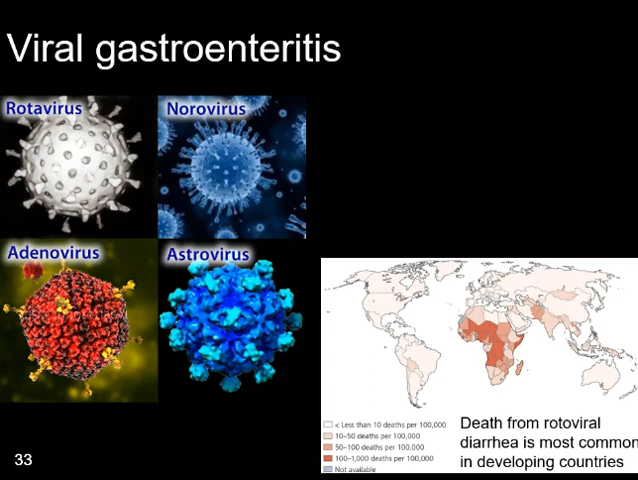 Viral gastroenteritis
Rotavirus
Norovirus
Adenovirus
Astrovirus
< Less than 10 deaths per 100,000
10–50 deaths per 100,000
50–100 deaths per 100,000
100–1,000 deaths per 100,000
Not available
Death from rotoviral
diarrhea is most common
in developing countries
33